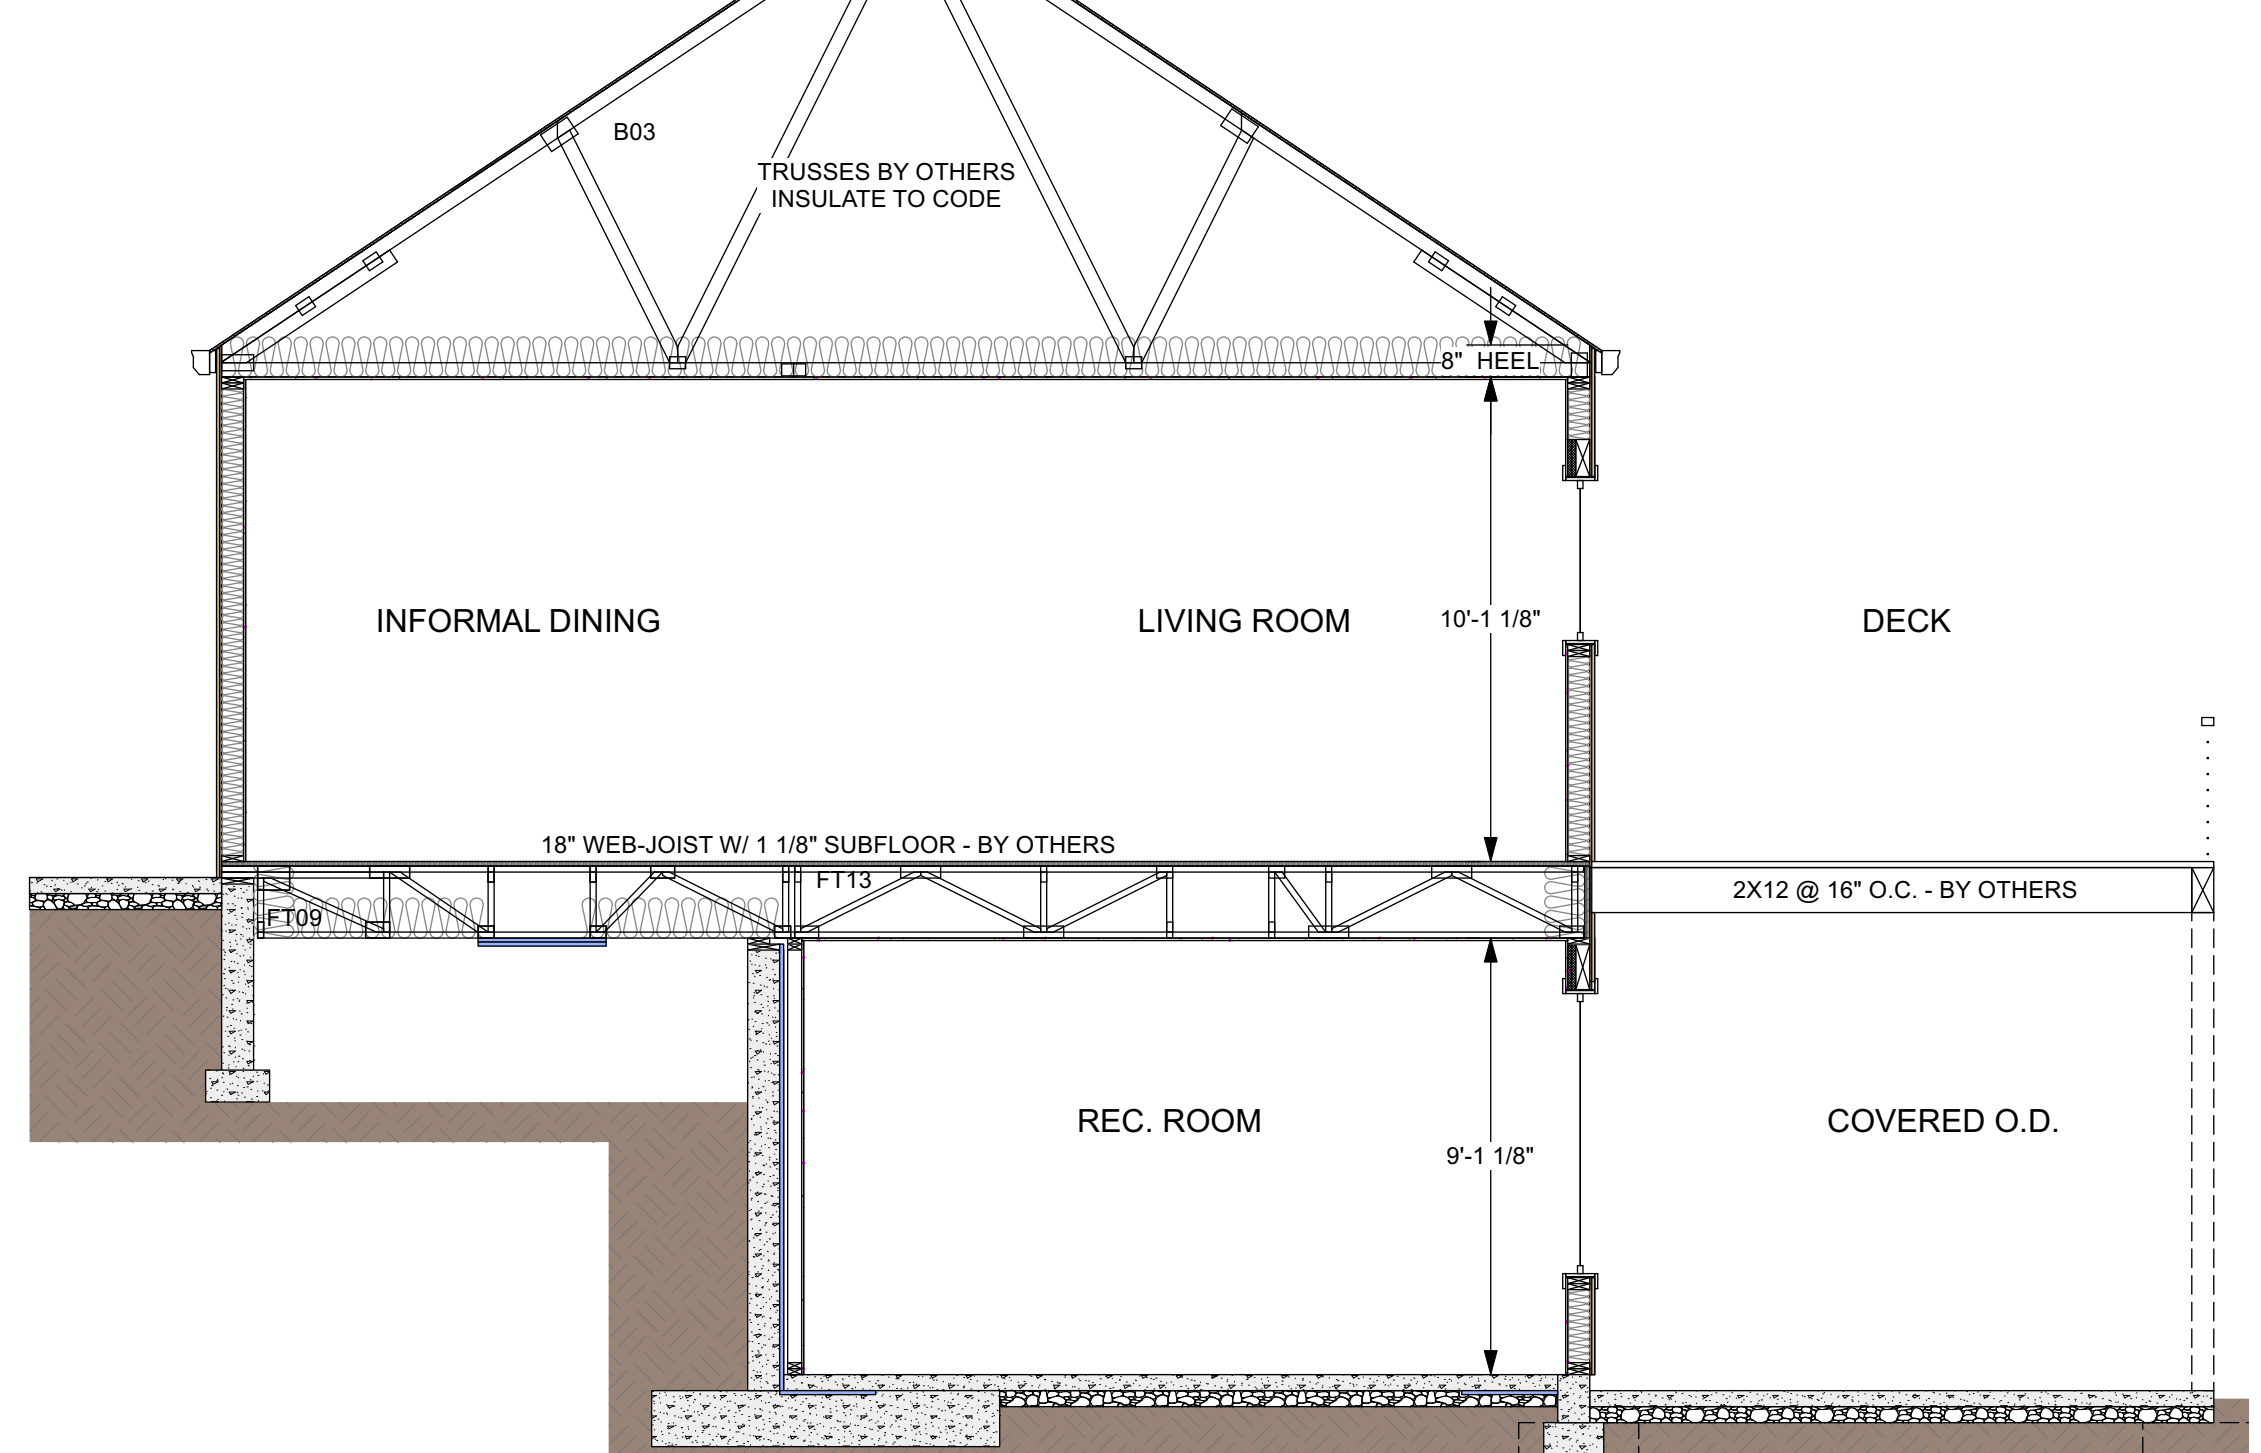 B03
TRUSSES BY OTHERS
INSULATE TO CODE
8" HEEL
INFORMAL DINING
LIVING ROOM
10'-1 1/8"
DECK
18" WEB-JOIST W/ 1 1/8" SUBFLOOR - BY OTHERS
FT13
2X12 @ 16" O.C. - BY OTHERS
FT09
REC. ROOM
COVERED O.D.
9'-1 1/8"